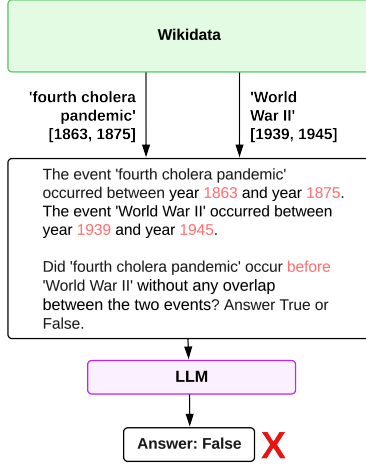 Wikidata
'fourth cholera
pandemic'
[1863, 1875]
'World
War II'
[1939, 1945]
The event 'fourth cholera pandemic'
occurred between year 1863 and year 1875.
The event 'World War II' occurred between
year 1939 and year 1945.
Did 'fourth cholera pandemic' occur before
'World War II' without any overlap
between the two events? Answer True or
False.
LLM
Answer: False
X